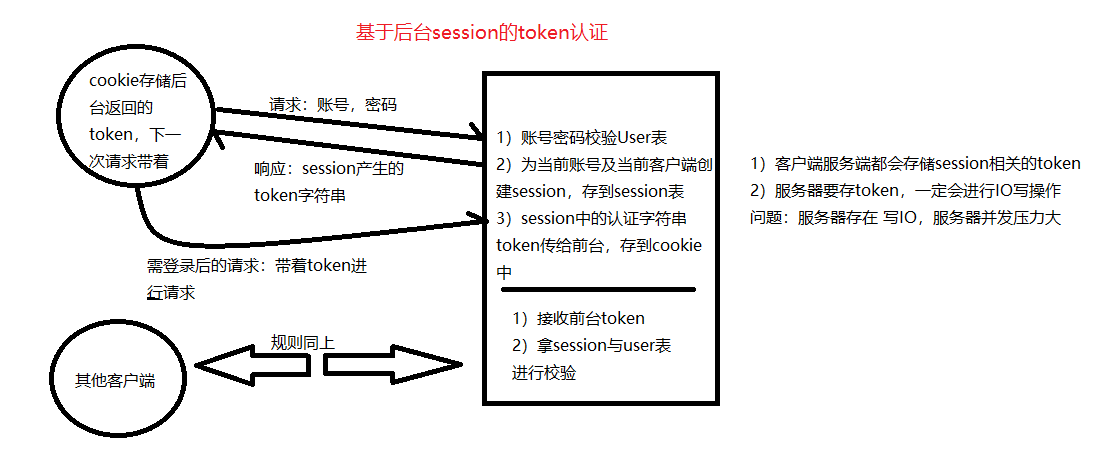 基于后台session的token认证
cookie存储后
台返回的
token，下一
次请求带着
请求：账号，密码
响应：session产生的
token字符串
需登录后的请求：带着token进
行请求
1）账号密码校验User表
2）为当前账号及当前客户端创
建session，存到session表
3）session中的认证字符串
token传给前台，存到cookie
中
1）接收前台token
2）拿session与user表
进行校验
1）客户端服务端都会存储session相关的token
2）服务器要存token，一定会进行IO写操作
问题：服务器存在 写IO，服务器并发压力大
其他客户端
规则同上